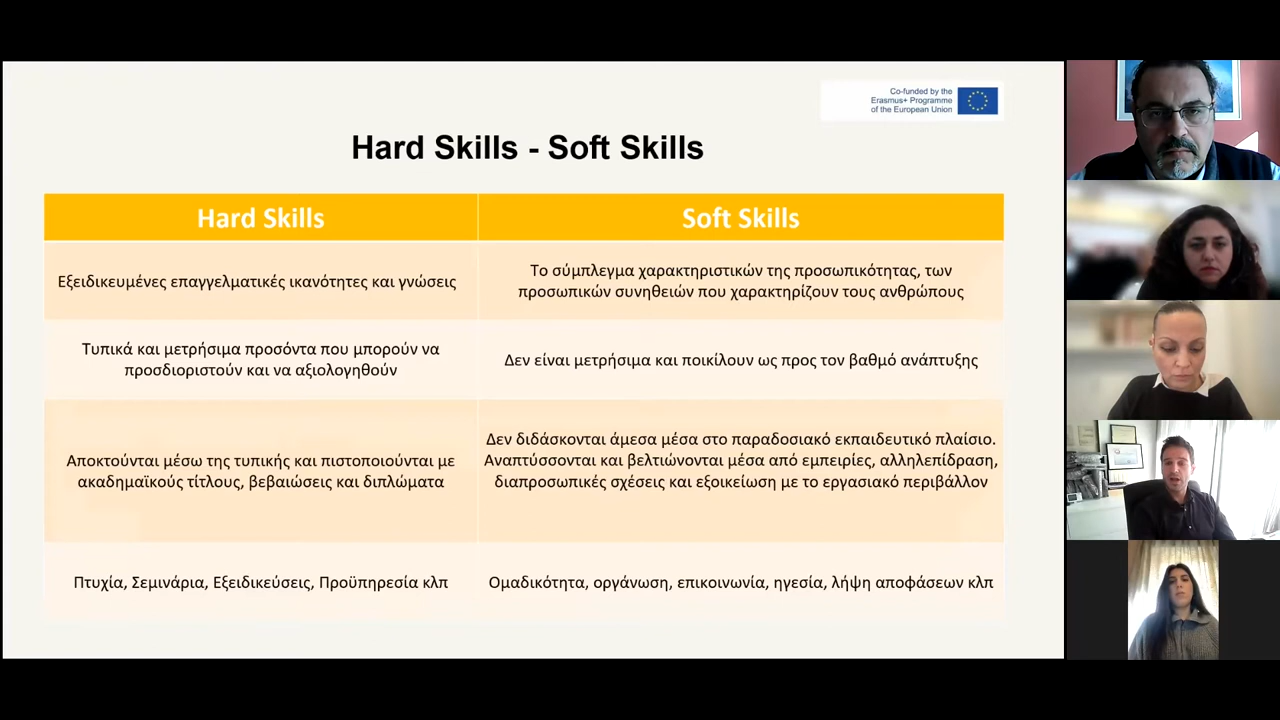 Co-funded by the
Erasmus+ Programme
of the European Union
Hard Skills - Soft Skills
Hard Skills
Soft Skills
Εξειδικευμένες επαγγελματικές ικανότητες και γνώσεις
Το σύμπλεγμα χαρακτηριστικών της προσωπικότητας, των
προσωπικών συνηθειών που χαρακτηρίζουν τους ανθρώπους
Τυπικά και μετρήσιμα προσόντα που μπορούν να
προσδιοριστούν και να αξιολογηθούν
Δεν είναι μετρήσιμα και ποικίλουν ως προς τον βαθμό ανάπτυξης
Αποκτούνται μέσω της τυπικής και πιστοποιούνται με
ακαδημαϊκούς τίτλους, βεβαιώσεις και διπλώματα
Δεν διδάσκονται άμεσα μέσα στο παραδοσιακό εκπαιδευτικό πλαίσιο.
Αναπτύσσονται και βελτιώνονται μέσα από εμπειρίες, αλληλεπίδραση,
διαπροσωπικές σχέσεις και εξοικείωση με το εργασιακό περιβάλλον
Πτυχία, Σεμινάρια, Εξειδικεύσεις, Προϋπηρεσία κλπ
Ομαδικότητα, οργάνωση, επικοινωνία, ηγεσία, λήψη αποφάσεων κλπ